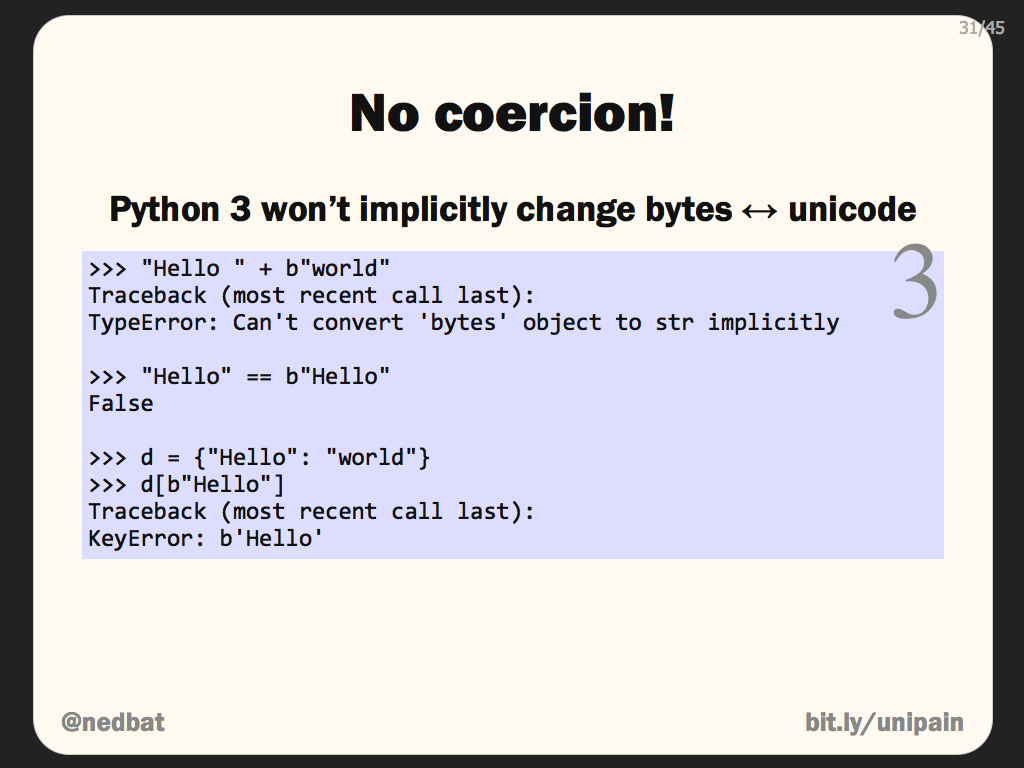 31/45
No coercion!
Python 3 won’t implicitly change bytes ↔ unicode
3
>>> "Hello " + b"world"
Traceback (most recent call last):
TypeError: Can't convert 'bytes' object to str implicitly
>>> "Hello" == b"Hello"
False
>>> d = {"Hello": "world"}
>>> d[b"Hello"]
Traceback (most recent call last):
KeyError: b'Hello'
@nedbat
bit.ly/unipain